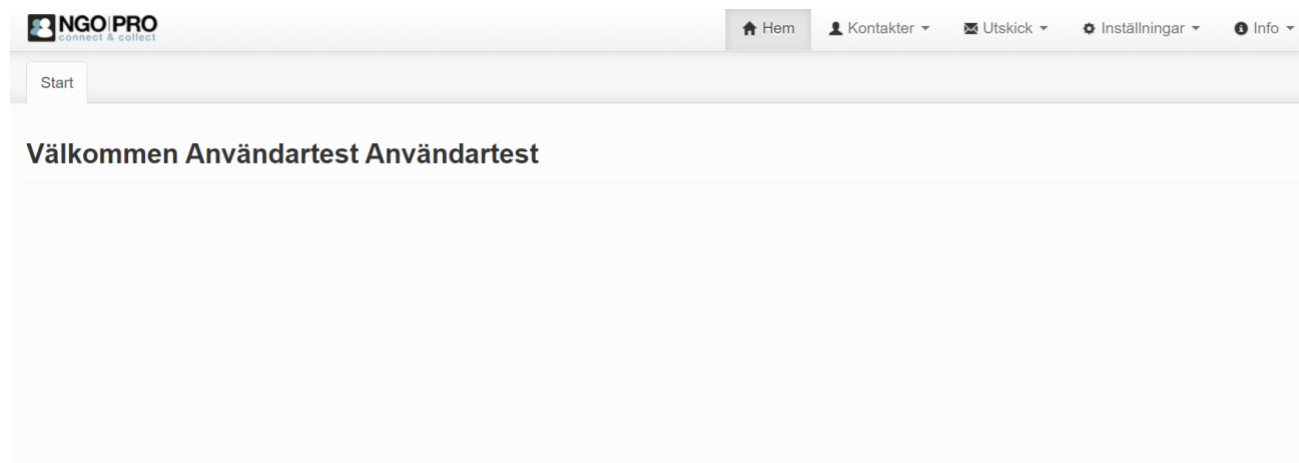 NGO PRO
connect & collect
Hem Kontakter Utskick Inställningar Info
Start
Välkommen Användartest Användartest